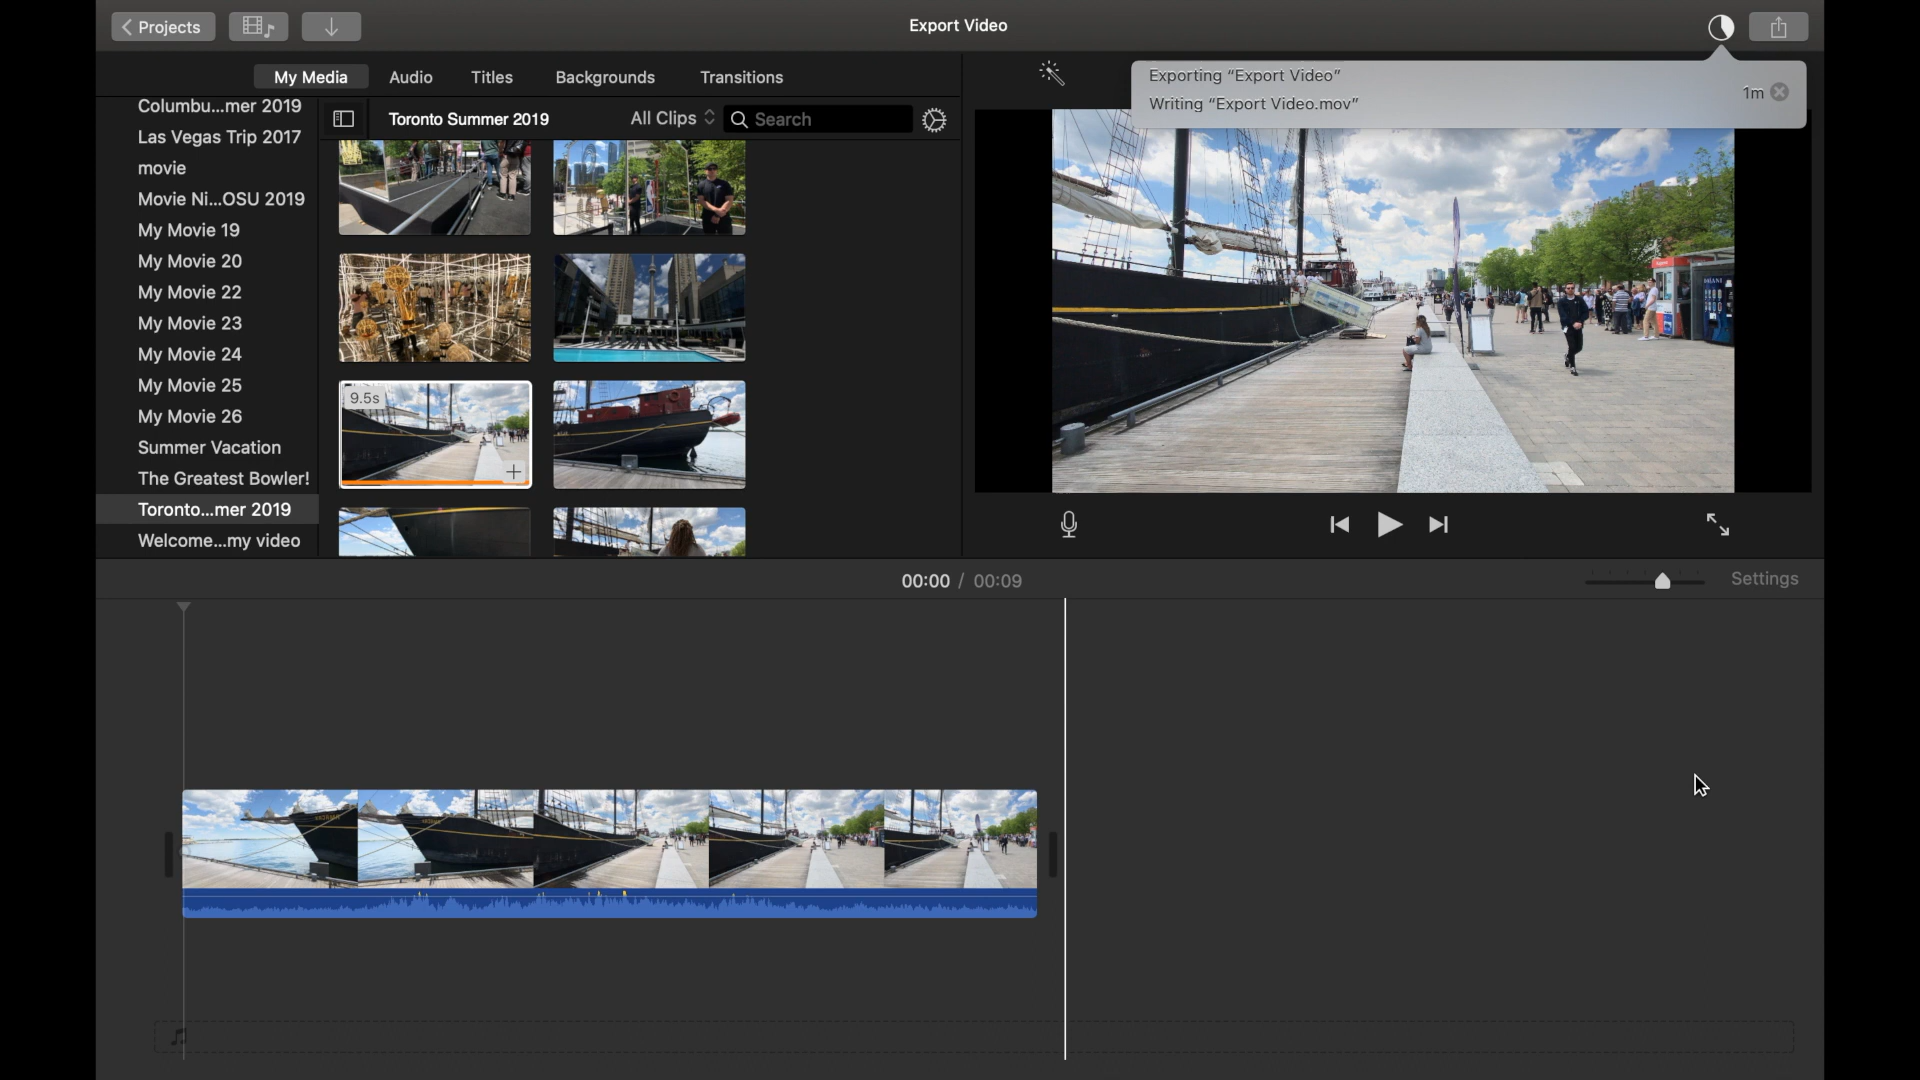 Projects
Export Video
My Media
Audio
Titles
Backgrounds
Transitions
Exporting “Export Video”
Writing “Export Video.mov”
1m
Columbu...mer 2019
Las Vegas Trip 2017
movie
Movie Ni...OSU 2019
My Movie 19
My Movie 20
My Movie 22
My Movie 23
My Movie 24
My Movie 25
My Movie 26
Summer Vacation
The Greatest Bowler!
Toronto...mer 2019
Welcome...my video
Toronto Summer 2019
All Clips
Search
9.5s
00:00 / 00:09
Settings